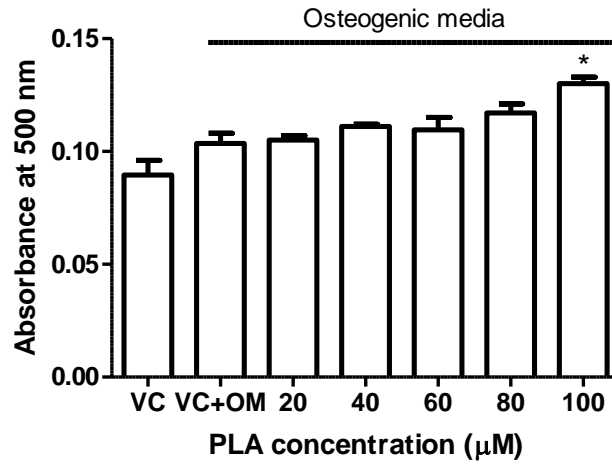 Osteogenic media
0.15
*
0.10
0.05
0.00
Absorbance at 500 nm
VC VC+OM 20 40 60 80 100
PLA concentration (μM)